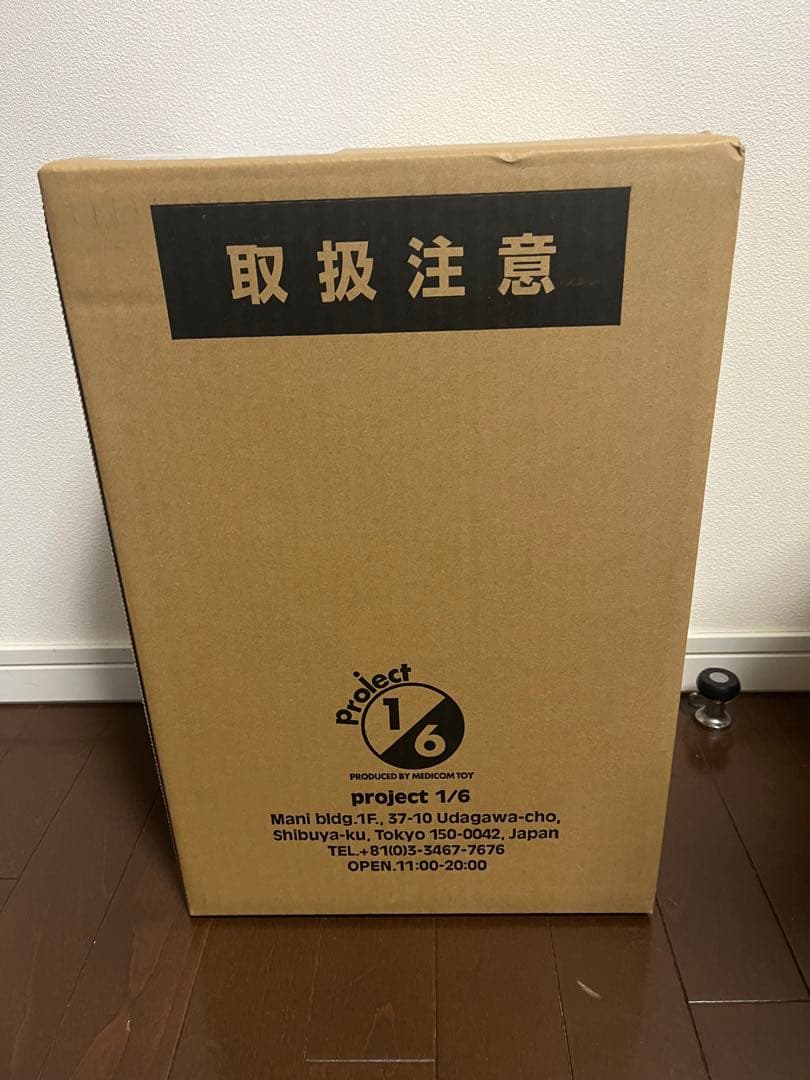 取扱注意
Project
1/6
PRODUCED BY MEDICOM TOY
project 1/6
Mani bldg.1F., 37-10 Udagawa-cho,
Shibuya-ku, Tokyo 150-0042, Japan
TEL.+81(0)3-3467-7676
OPEN.11:00-20:00